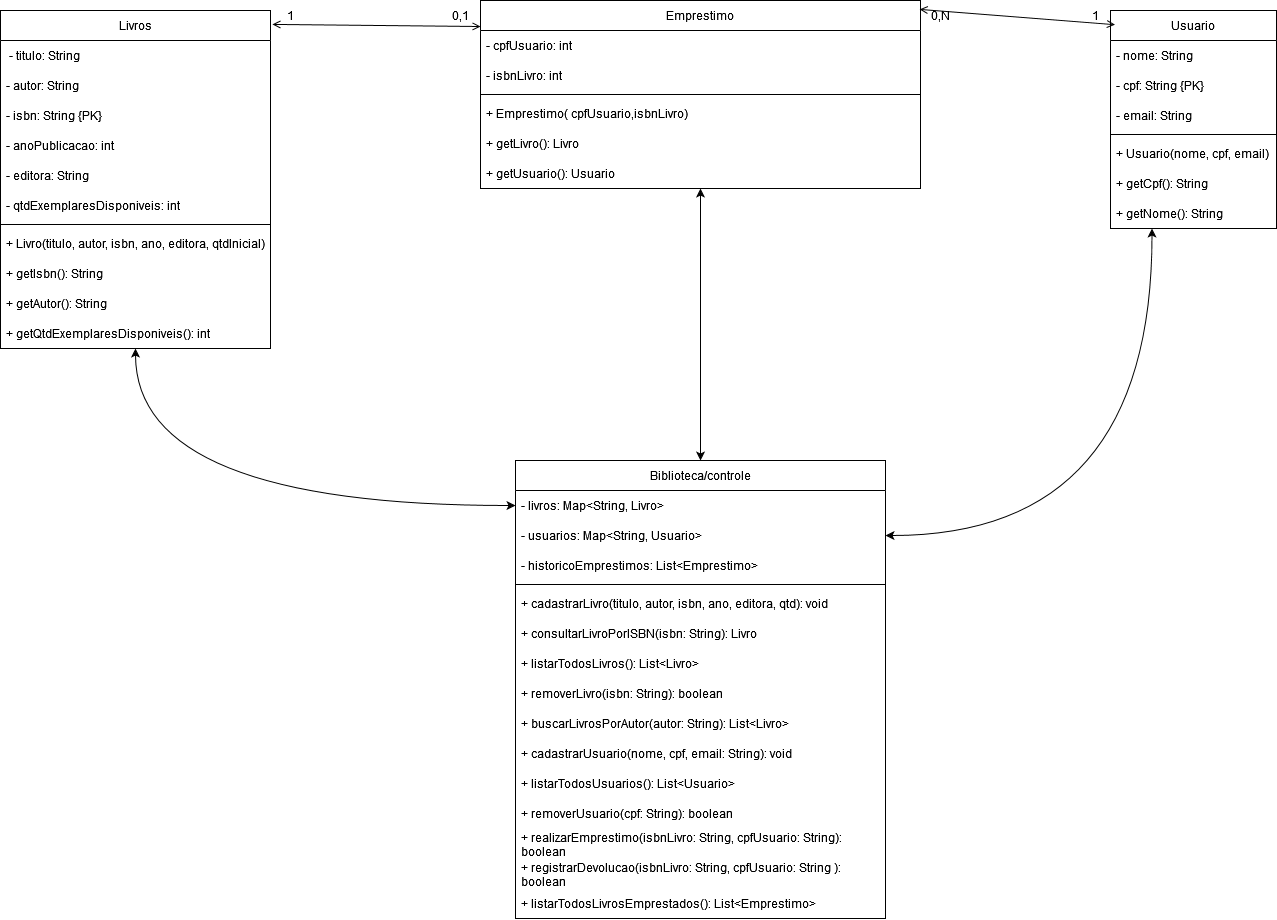 Livros
- titulo: String
- autor: String
- isbn: String {PK}
- anoPublicacao: int
- editora: String
- qtdExemplaresDisponiveis: int
+ Livro(titulo, autor, isbn, ano, editora, qtdInicial)
+ getIsbn(): String
+ getAutor(): String
+ getQtdExemplaresDisponiveis(): int
1
0,1
Emprestimo
- cpfUsuario: int
- isbnLivro: int
+ Emprestimo( cpfUsuario,isbnLivro)
+ getLivro(): Livro
+ getUsuario(): Usuario
0,N
1
Usuario
- nome: String
- cpf: String {PK}
- email: String
+ Usuario(nome, cpf, email)
+ getCpf(): String
+ getNome(): String
Biblioteca/controle
- livros: Map<String, Livro>
- usuarios: Map<String, Usuario>
- historicoEmprestimos: List<Emprestimo>
+ cadastrarLivro(titulo, autor, isbn, ano, editora, qtd): void
+ consultarLivroPorISBN(isbn: String): Livro
+ listarTodosLivros(): List<Livro>
+ removerLivro(isbn: String): boolean
+ buscarLivrosPorAutor(autor: String): List<Livro>
+ cadastrarUsuario(nome, cpf, email: String): void
+ listarTodosUsuarios(): List<Usuario>
+ removerUsuario(cpf: String): boolean
+ realizarEmprestimo(isbnLivro: String, cpfUsuario: String):
boolean
+ registrarDevolucao(isbnLivro: String, cpfUsuario: String ):
boolean
+ listarTodosLivrosEmprestados(): List<Emprestimo>